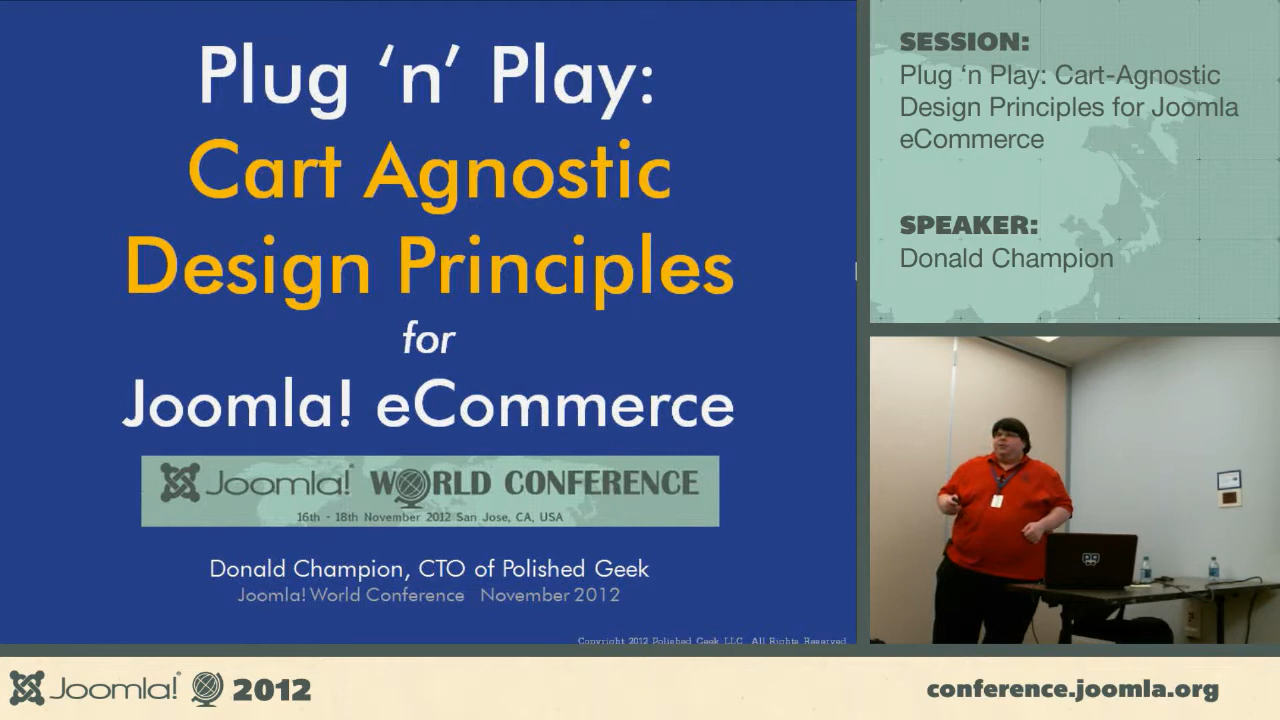 Plug ‘n’ Play:
Cart Agnostic
Design Principles
for
Joomla! eCommerce
Joomla! WORLD CONFERENCE
16th - 18th November 2012 San Jose, CA, USA
Donald Champion, CTO of Polished Geek
Joomla! World Conference November 2012
Copyright 2012 Polished Geek LLC. All Rights Reserved
SESSION:
Plug ‘n Play: Cart-Agnostic
Design Principles for Joomla
eCommerce
SPEAKER:
Donald Champion
Joomla! 2012
conference.joomla.org